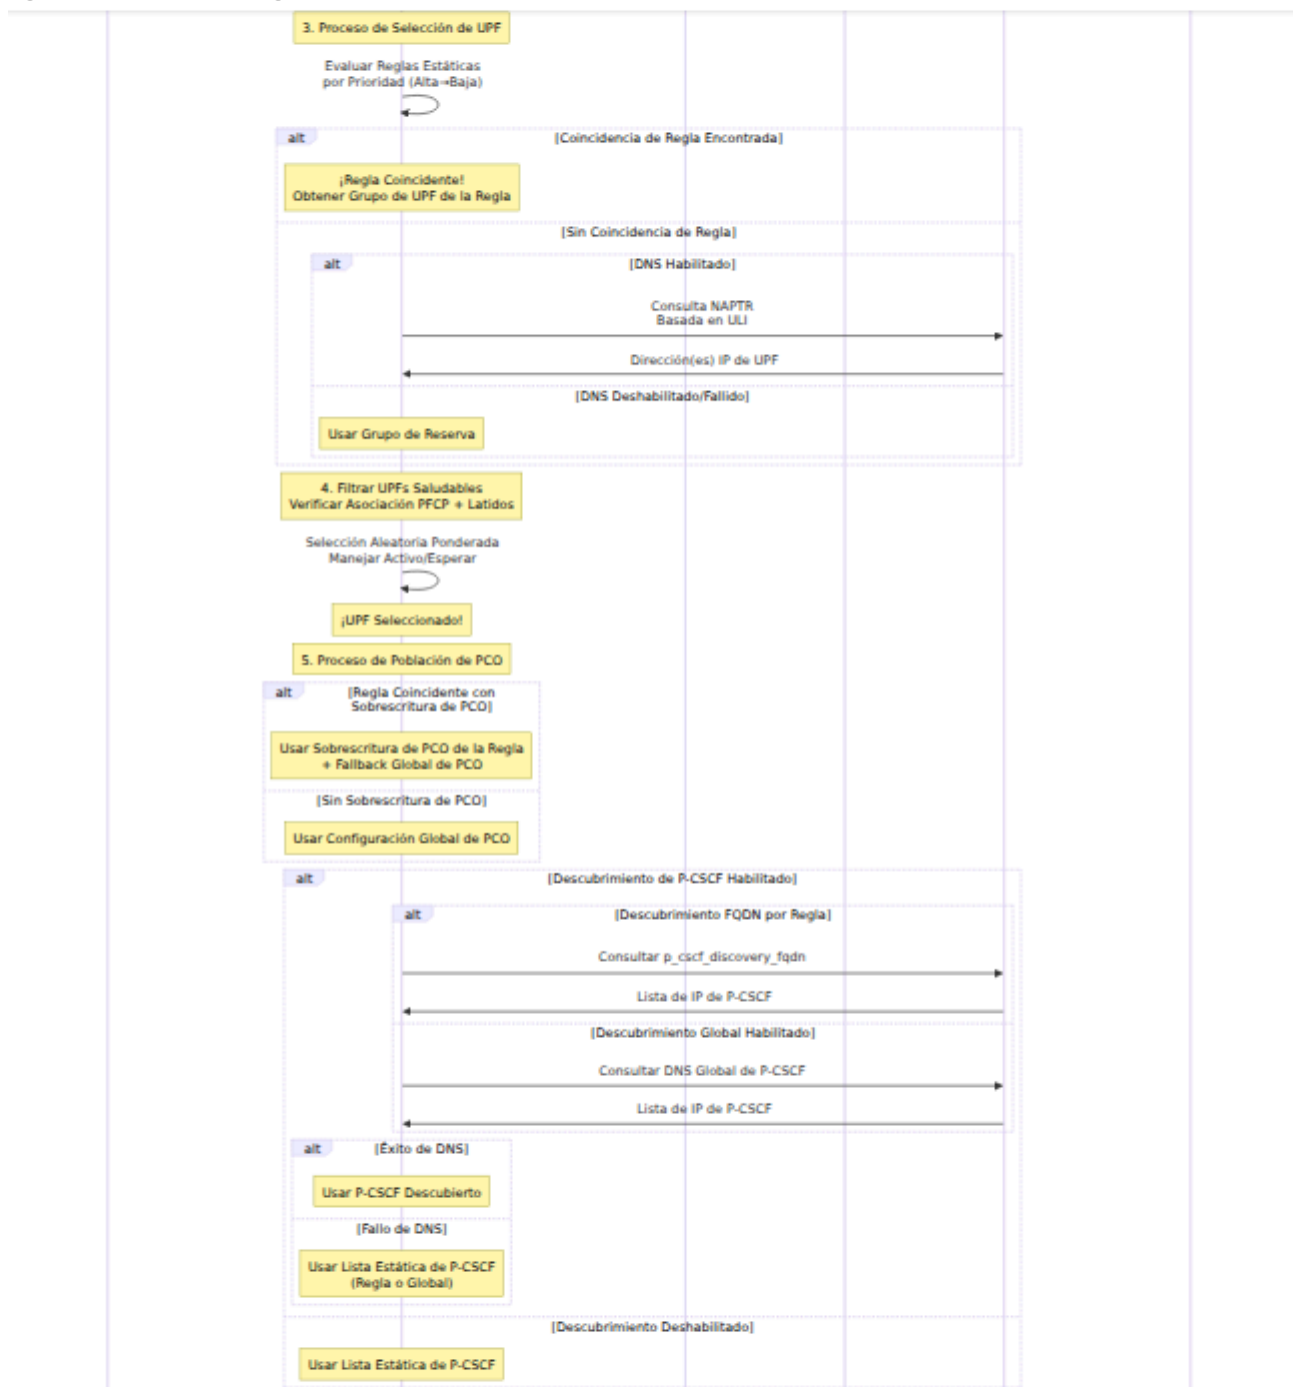 3. Proceso de Selección de UPF
Evaluar Reglas Estáticas
por Prioridad (Alta→Baja)
alt
[Coincidencia de Regla Encontrada]
¡Regla Coincidente!
Obtener Grupo de UPF de la Regla
[Sin Coincidencia de Regla]
alt
[DNS Habilitado]
Consulta NAPTR
Basada en ULI
Dirección(es) IP de UPF
[DNS Deshabilitado/Fallido]
Usar Grupo de Reserva
4. Filtrar UPFs Saludables
Verificar Asociación PFCP + Latidos
Selección Aleatoria Ponderada
Manejar Activo/Esperar
¡UPF Seleccionado!
5. Proceso de Población de PCO
alt
[Regla Coincidente con
Sobrescritura de PCO]
Usar Sobrescritura de PCO de la Regla
+ Fallback Global de PCO
[Sin Sobrescritura de PCO]
Usar Configuración Global de PCO
alt
[Descubrimiento de P-CSCF Habilitado]
alt
[Descubrimiento FQDN por Regla]
Consultar p_cscf_discovery_fqdn
Lista de IP de P-CSCF
[Descubrimiento Global Habilitado]
Consultar DNS Global de P-CSCF
Lista de IP de P-CSCF
alt
[Éxito de DNS]
Usar P-CSCF Descubierto
[Fallo de DNS]
Usar Lista Estática de P-CSCF
(Regla o Global)
[Descubrimiento Deshabilitado]
Usar Lista Estática de P-CSCF